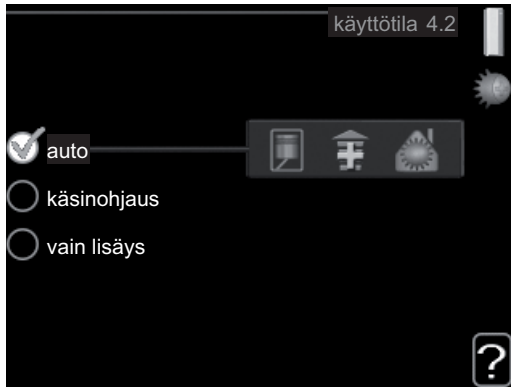 käyttötila 4.2
auto
käsinohjaus
vain lisäys
?